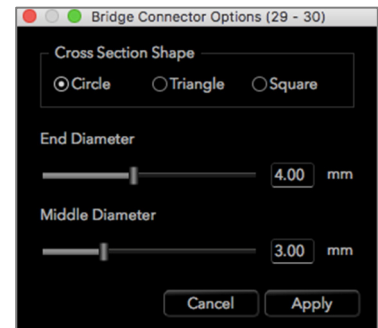 Bridge Connector Options (29 - 30)
Cross Section Shape
Circle Triangle Square
End Diameter
4.00 mm
Middle Diameter
3.00 mm
Cancel Apply